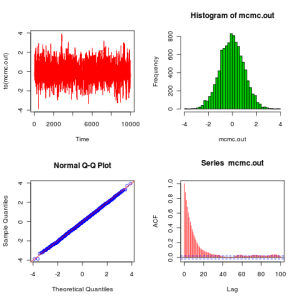 ts(mcmc.out)
-4 -2 0 2 4
0 2000 6000 10000
Time
Histogram of mcmc.out
Frequency
0 200 400 600 800
-4 -2 0 2 4
mcmc.out
Normal Q-Q Plot
Sample Quantiles
-4 -2 0 2 4
-4 -2 0 2 4
Theoretical Quantiles
Series mcmc.out
ACF
0.0 0.2 0.4 0.6 0.8 1.0
0 20 40 60 80 100
Lag